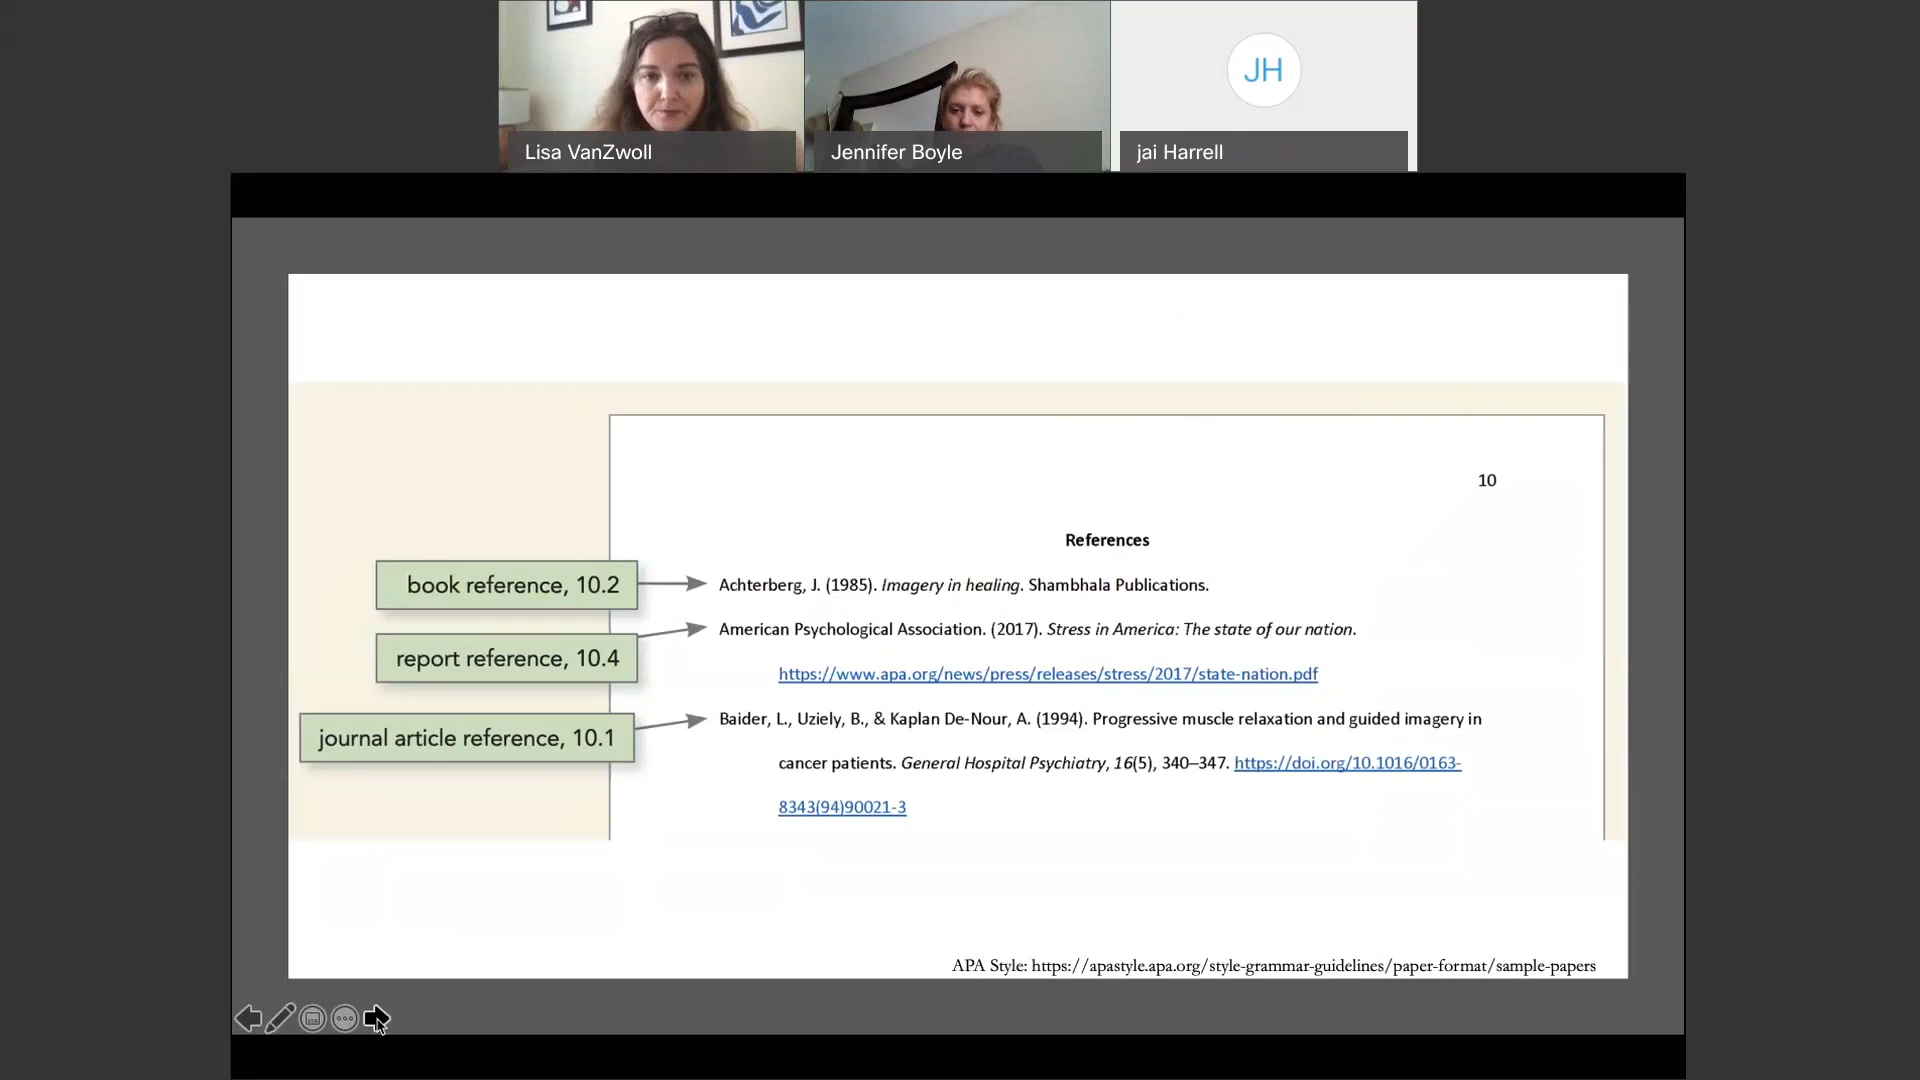 JH
Lisa VanZwoll
Jennifer Boyle
jai Harrell
10
References
book reference, 10.2
Achterberg, J. (1985). Imagery in healing. Shambhala Publications.
report reference, 10.4
American Psychological Association. (2017). Stress in America: The state of our nation.
https://www.apa.org/news/press/releases/stress/2017/state-nation.pdf
journal article reference, 10.1
Baider, L., Uziely, B., & Kaplan De-Nour, A. (1994). Progressive muscle relaxation and guided imagery in
cancer patients. General Hospital Psychiatry, 16(5), 340–347. https://doi.org/10.1016/0163-
8343(94)90021-3
APA Style: https://apastyle.apa.org/style-grammar-guidelines/paper-format/sample-papers